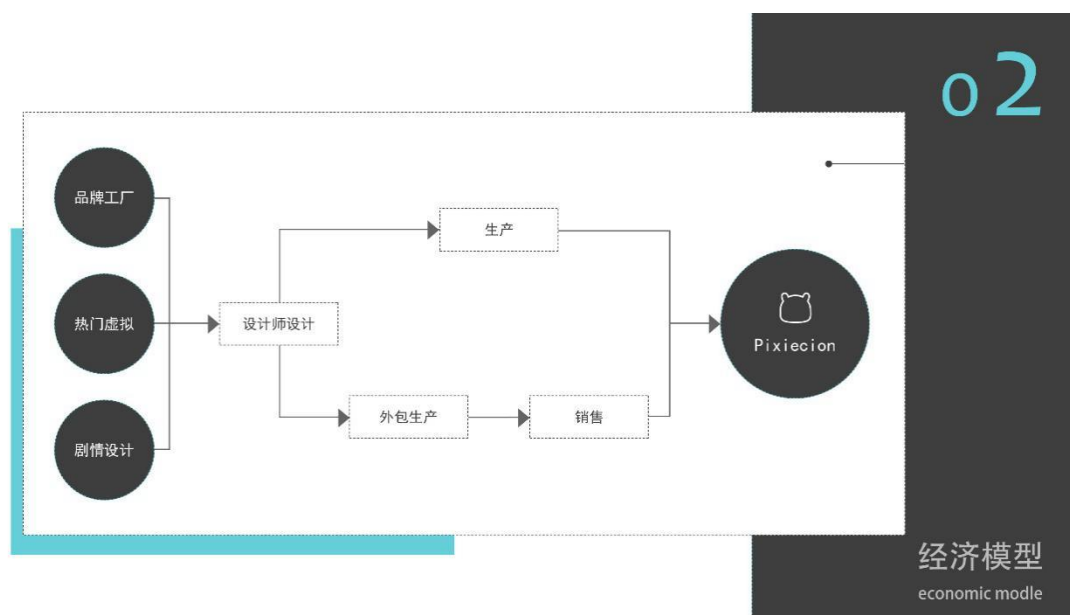 02
品牌工厂
生产
热门虚拟
设计师设计
Pixiecion
外包生产
销售
剧情设计
经济模型
economic modle